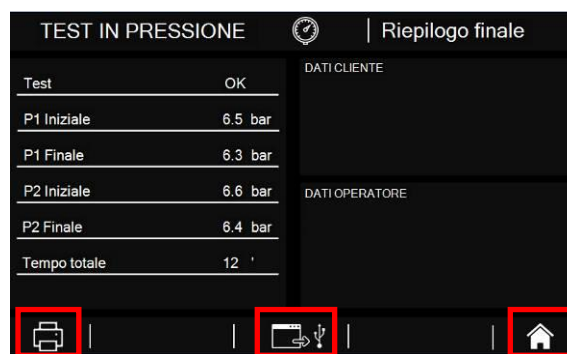 TEST IN PRESSIONE
Riepilogo finale
Test OK
P1 Iniziale 6.5 bar
P1 Finale 6.3 bar
P2 Iniziale 6.6 bar
P2 Finale 6.4 bar
Tempo totale 12 '
DATI CLIENTE
DATI OPERATORE